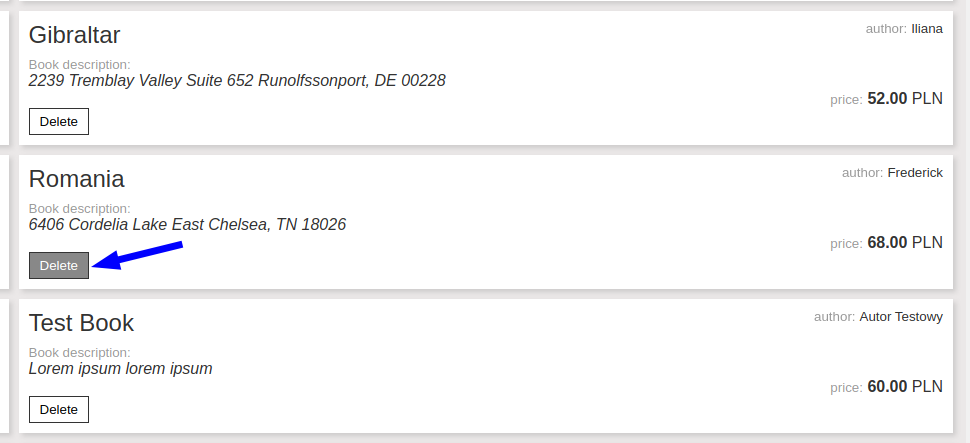 Gibraltar
author: Iliana
Book description:
2239 Tremblay Valley Suite 652 Runolfssonport, DE 00228
price: 52.00 PLN
Delete
Romania
author: Frederick
Book description:
6406 Cordelia Lake East Chelsea, TN 18026
price: 68.00 PLN
Delete
Test Book
author: Autor Testowy
Book description:
Lorem ipsum lorem ipsum
price: 60.00 PLN
Delete